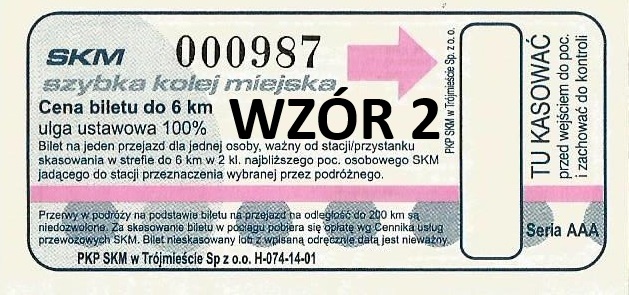 SKM 000987
szybka kolej miejska
Cena biletu do 6 km
WZÓR 2
ulga ustawowa 100%
Bilet na jeden przejazd dla jednej osoby, ważny od stacji/przystanku
skasowania w strefie do 6 km w 2 kl. najbliższego poc. osobowego SKM
jadącego do stacji przeznaczenia wybranej przez podróżnego.
Przerwy w podróży na podstawie biletu na przejazd na odległość do 200 km są
niedozwolone. Za skasowanie biletu w pociągu pobiera się opłatę wg Cennika usług
przewozowych SKM. Bilet nieskasowany lub z wpisaną odręcznie datą jest nieważny.
PKP SKM w Trójmieście Sp z o.o. H-074-14-01
PKP SKM w Trójmieście Sp. z o. o.
TU KASOWAĆ
przed wejściem do poc.
i zachować do kontroli
Seria AAA